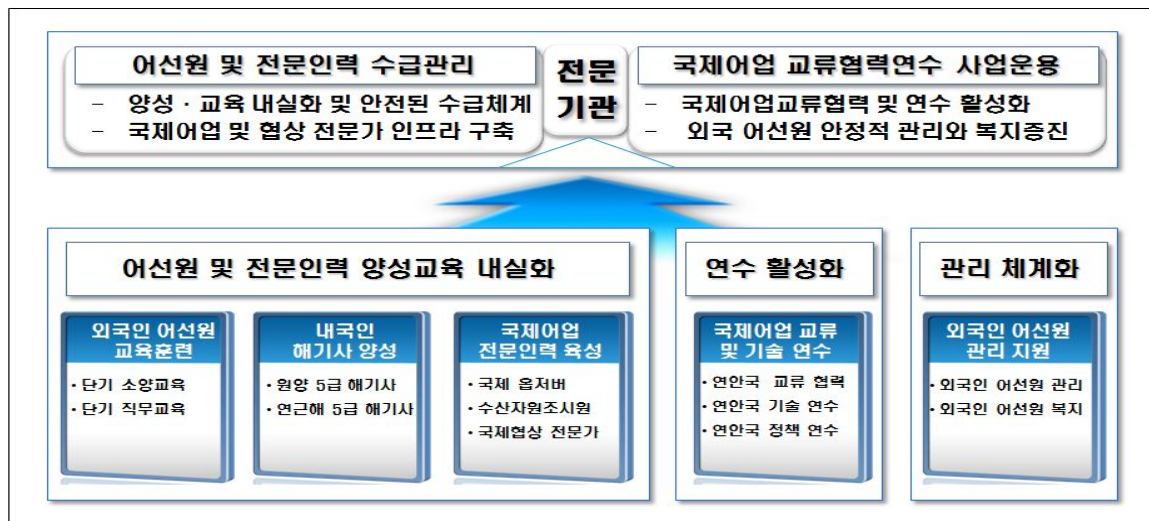 어선원 및 전문인력 수급관리
- 양성·교육 내실화 및 안전된 수급체계
- 국제어업 및 협상 전문가 인프라 구축
전문
기관
국제어업 교류협력연수 사업운용
- 국제어업교류협력 및 연수 활성화
- 외국 어선원 안정적 관리와 복지증진
어선원 및 전문인력 양성교육 내실화
외국인 어선원
교육훈련
· 단기 소양교육
· 단기 직무교육
내국인
해기사 양성
· 원양 5급 해기사
· 연근해 5급 해기사
국제어업
전문인력 육성
· 국제 옵저버
· 수산자원조시원
· 국제협상 전문가
연수 활성화
국제어업 교류
및 기술 연수
· 연안국 교류 협력
· 연안국 기술 연수
· 연안국 정책 연수
관리 체계화
외국인 어선원
관리 지원
· 외국인 어선원 관리
· 외국인 어선원 복지